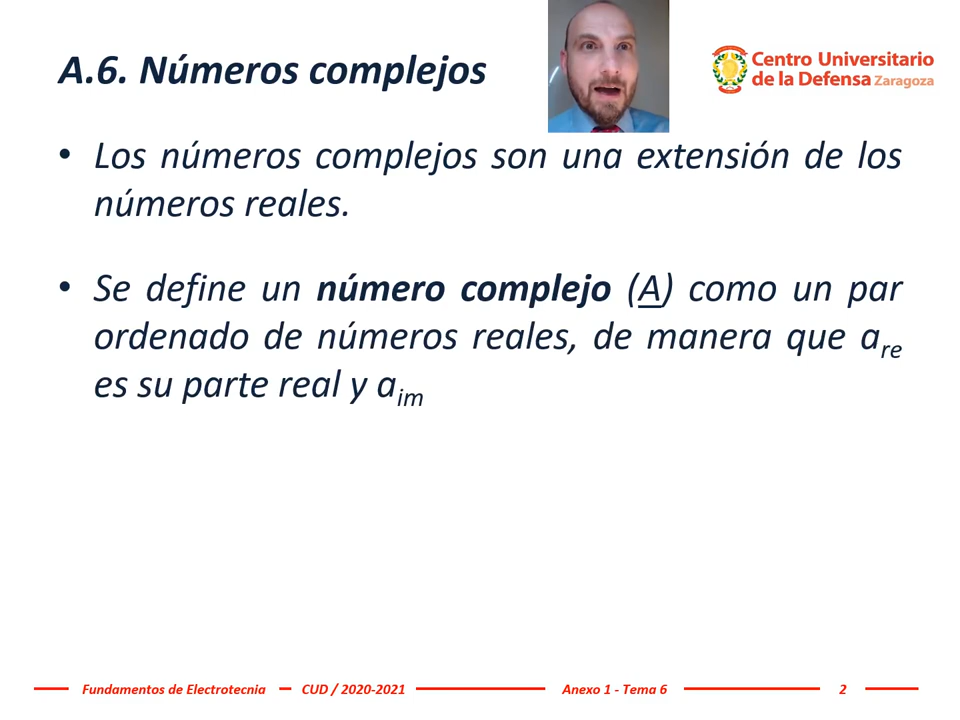 A.6. Números complejos
Centro Universitario
de la Defensa Zaragoza
• Los números complejos son una extensión de los
números reales.
• Se define un número complejo (A) como un par
ordenado de números reales, de manera que a_re
es su parte real y a_im
Fundamentos de Electrotecnia CUD / 2020-2021 Anexo 1 - Tema 6 2